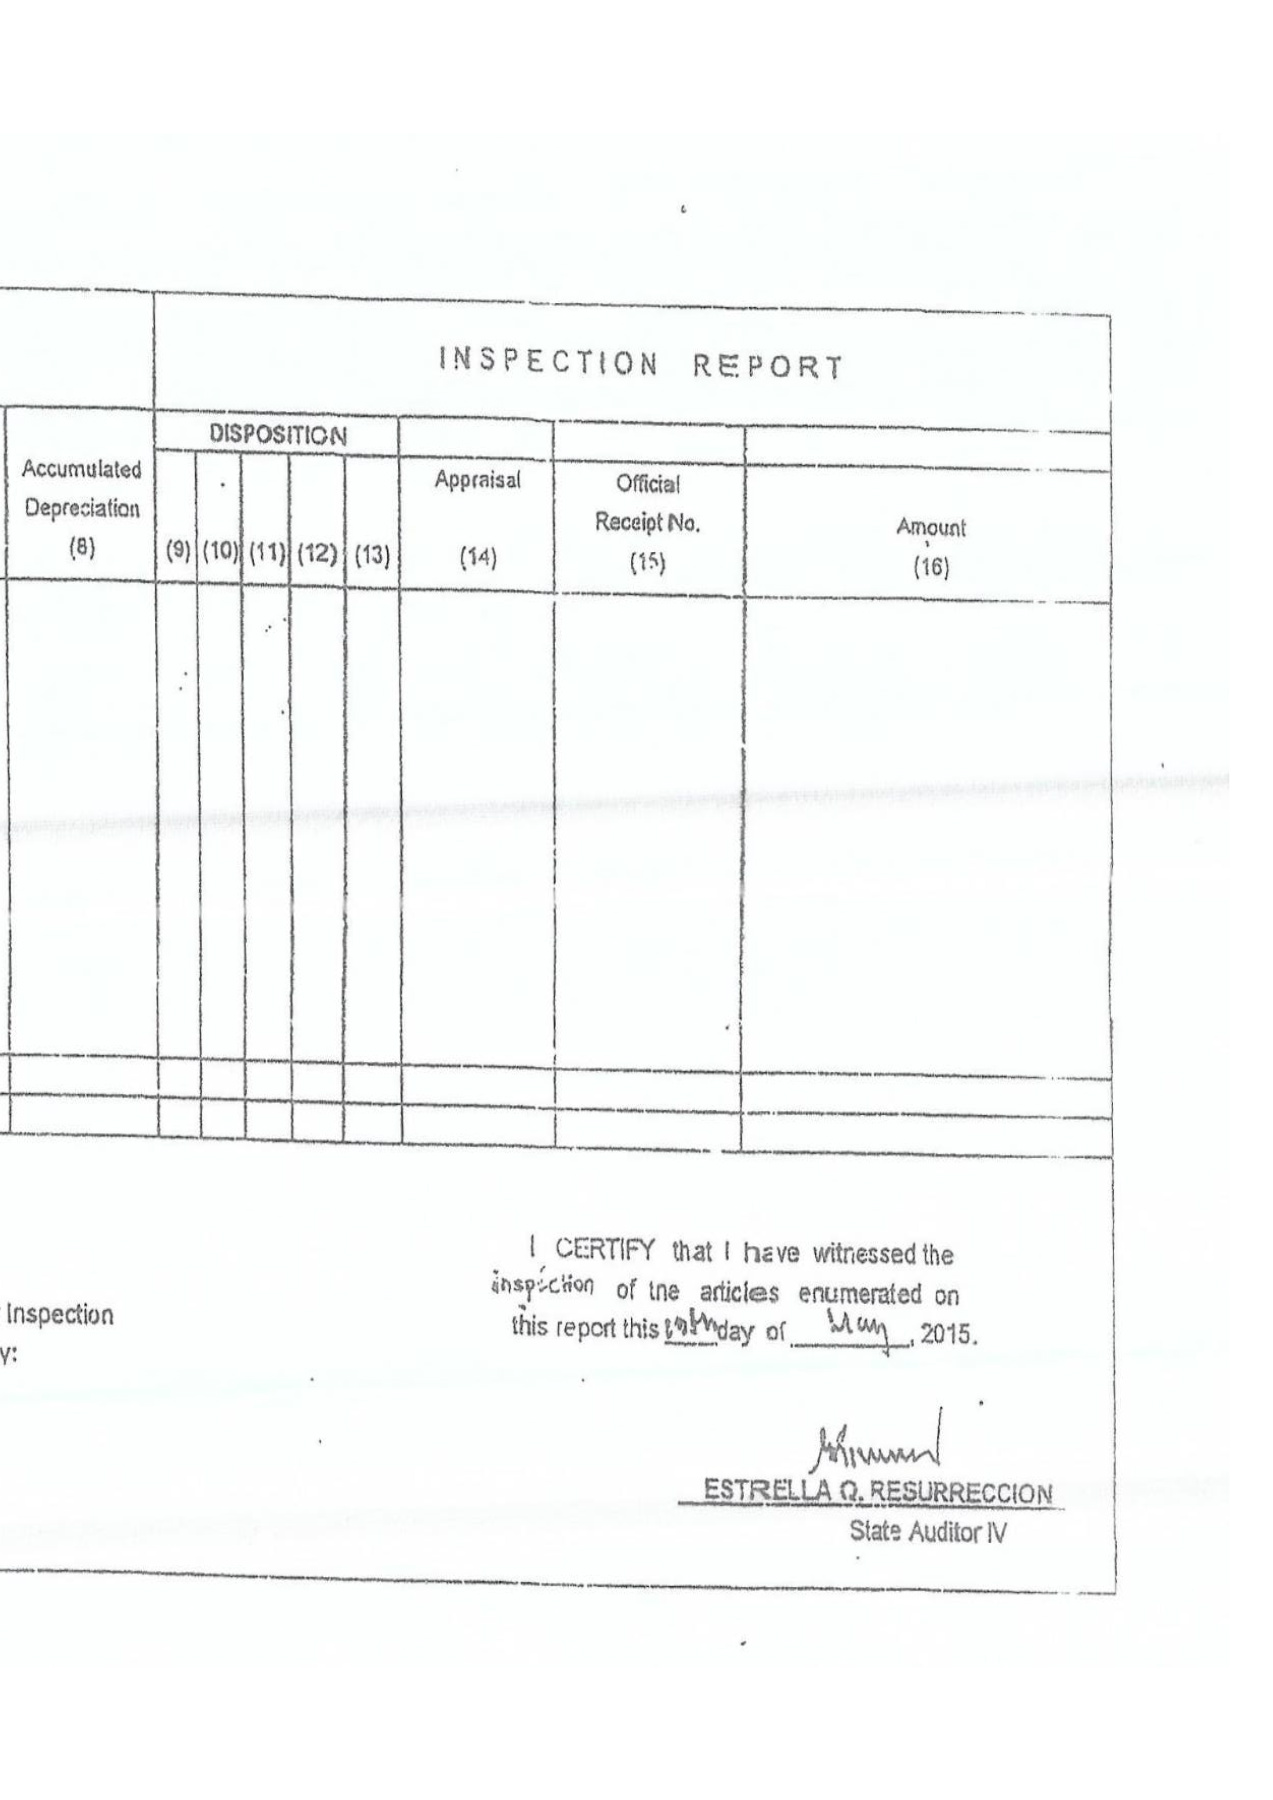 INSPECTION REPORT
DISPOSITION
Accumulated
Depreciation
(8)
(9) (10) (11) (12) (13)
Appraisal
(14)
Official
Receipt No.
(15)
Amount
(16)
Inspection
y:
I CERTIFY that I have witnessed the
inspection of the articles enumerated on
this report this day of May, 2015.
ESTRELLA Q. RESURRECCION
State Auditor IV